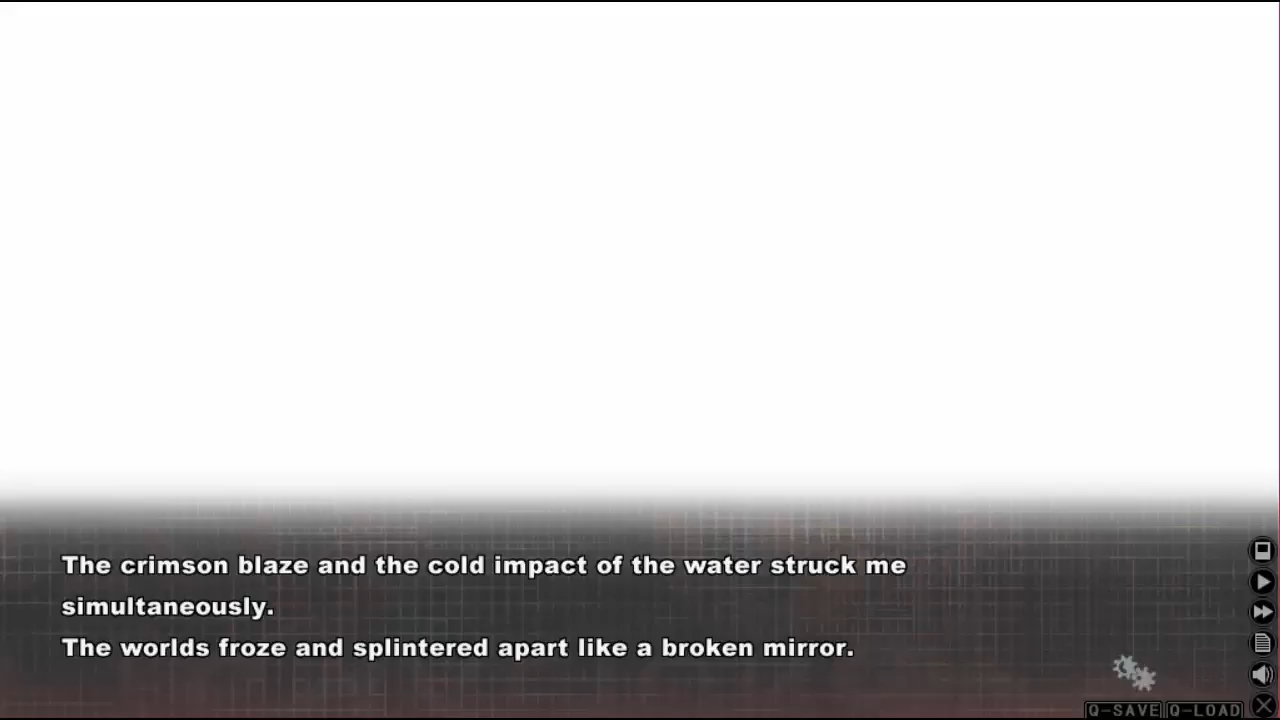 The crimson blaze and the cold impact of the water struck me
simultaneously.
The worlds froze and splintered apart like a broken mirror.
Q-SAVE Q-LOAD